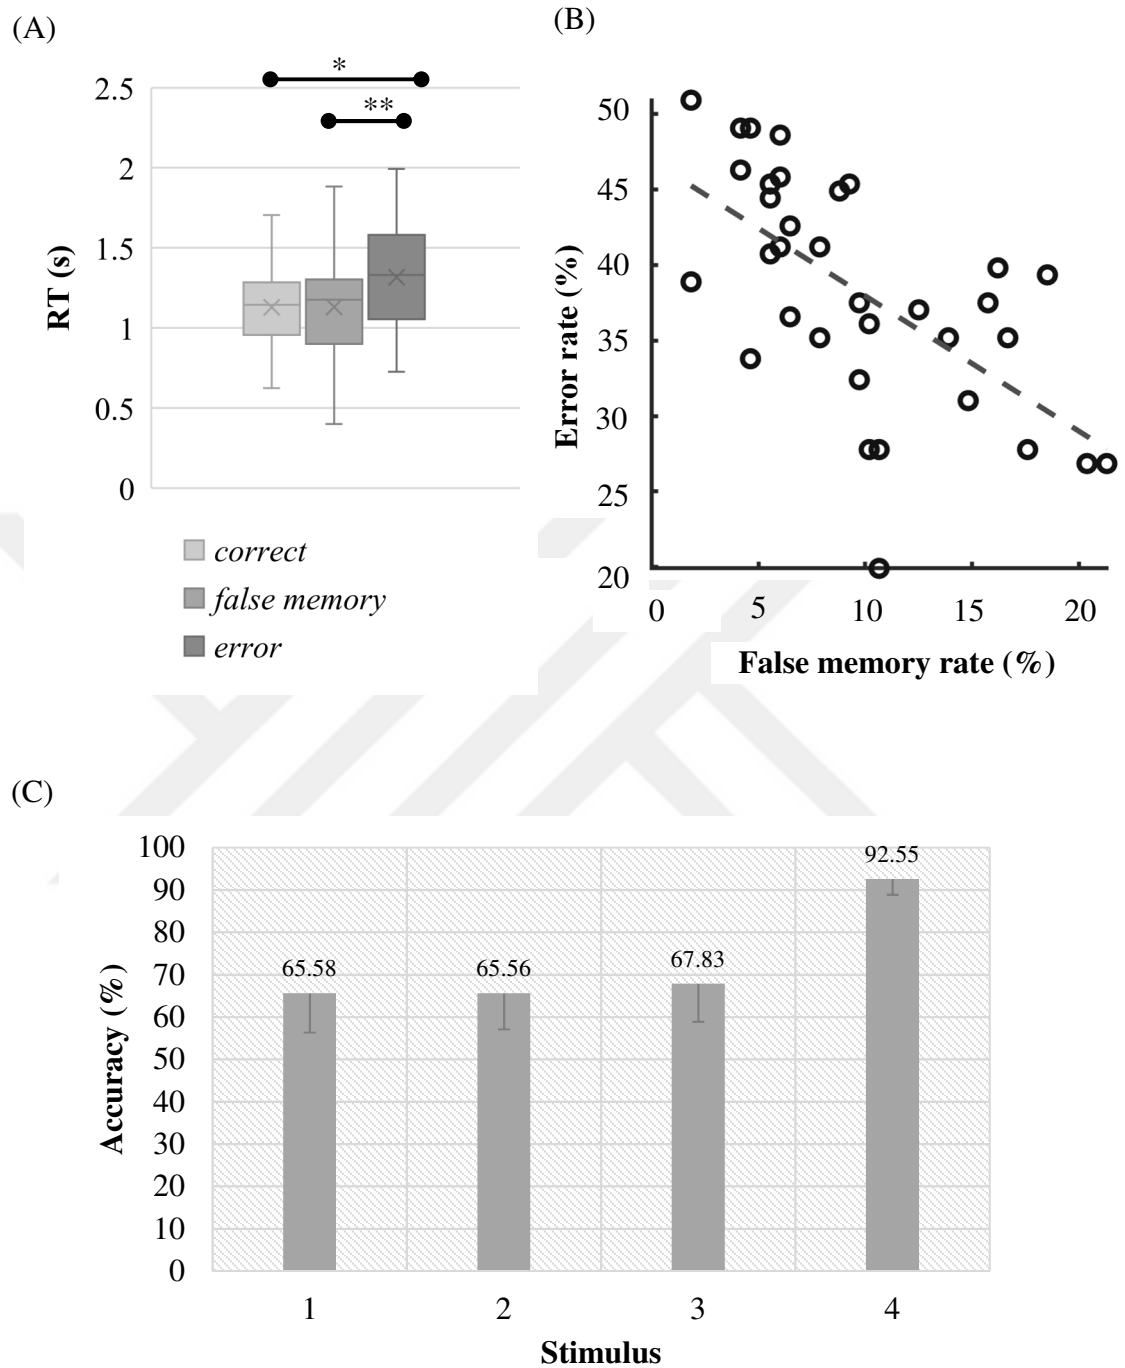 (A)
*
**
2.5
2
1.5
1
0.5
0
RT (s)
correct
false memory
error
(B)
50
45
40
35
30
25
20
Error rate (%)
0 5 10 15 20
False memory rate (%)
(C)
100
90
80
70
60
50
40
30
20
10
0
Accuracy (%)
65.58
65.56
67.83
92.55
1 2 3 4
Stimulus